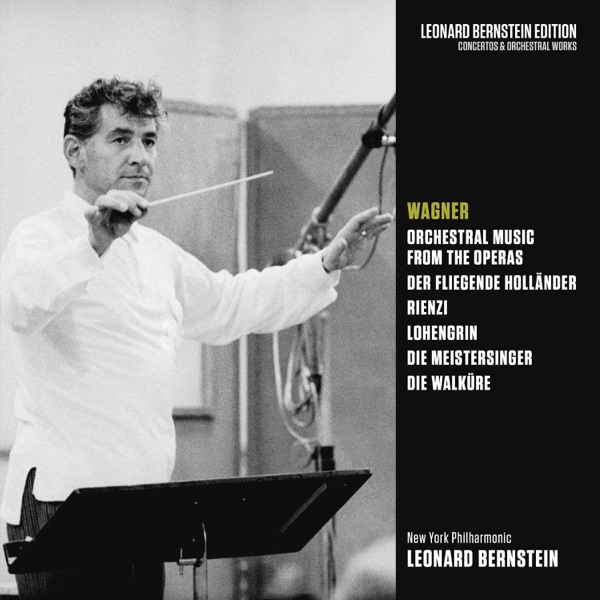 LEONARD BERNSTEIN EDITION
CONCERTOS & ORCHESTRAL WORKS
WAGNER
ORCHESTRAL MUSIC
FROM THE OPERAS
DER FLIEGENDE HOLLÄNDER
RIENZI
LOHENGRIN
DIE MEISTERSINGER
DIE WALKÜRE
New York Philharmonic
LEONARD BERNSTEIN